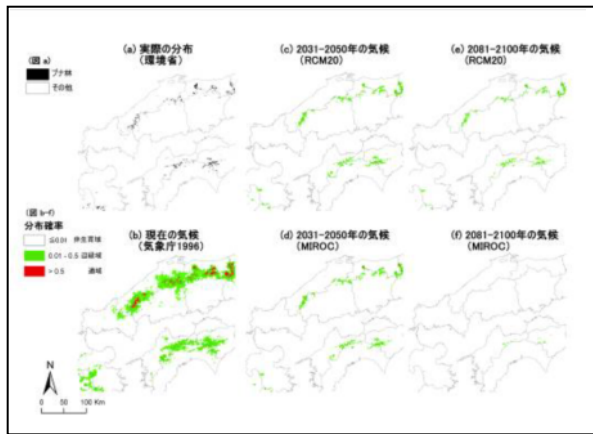 (図 a)
ブナ林
その他
(a) 実際の分布
(環境省)
(c) 2031-2050年の気候
(RCM20)
(e) 2081-2100年の気候
(RCM20)
(図 b-f)
分布確率
≦0.01 非生育域
0.01 - 0.5 辺縁域
> 0.5 適域
(b) 現在の気候
(気象庁1996)
(d) 2031-2050年の気候
(MIROC)
(f) 2081-2100年の気候
(MIROC)
N
0 50 100 Km